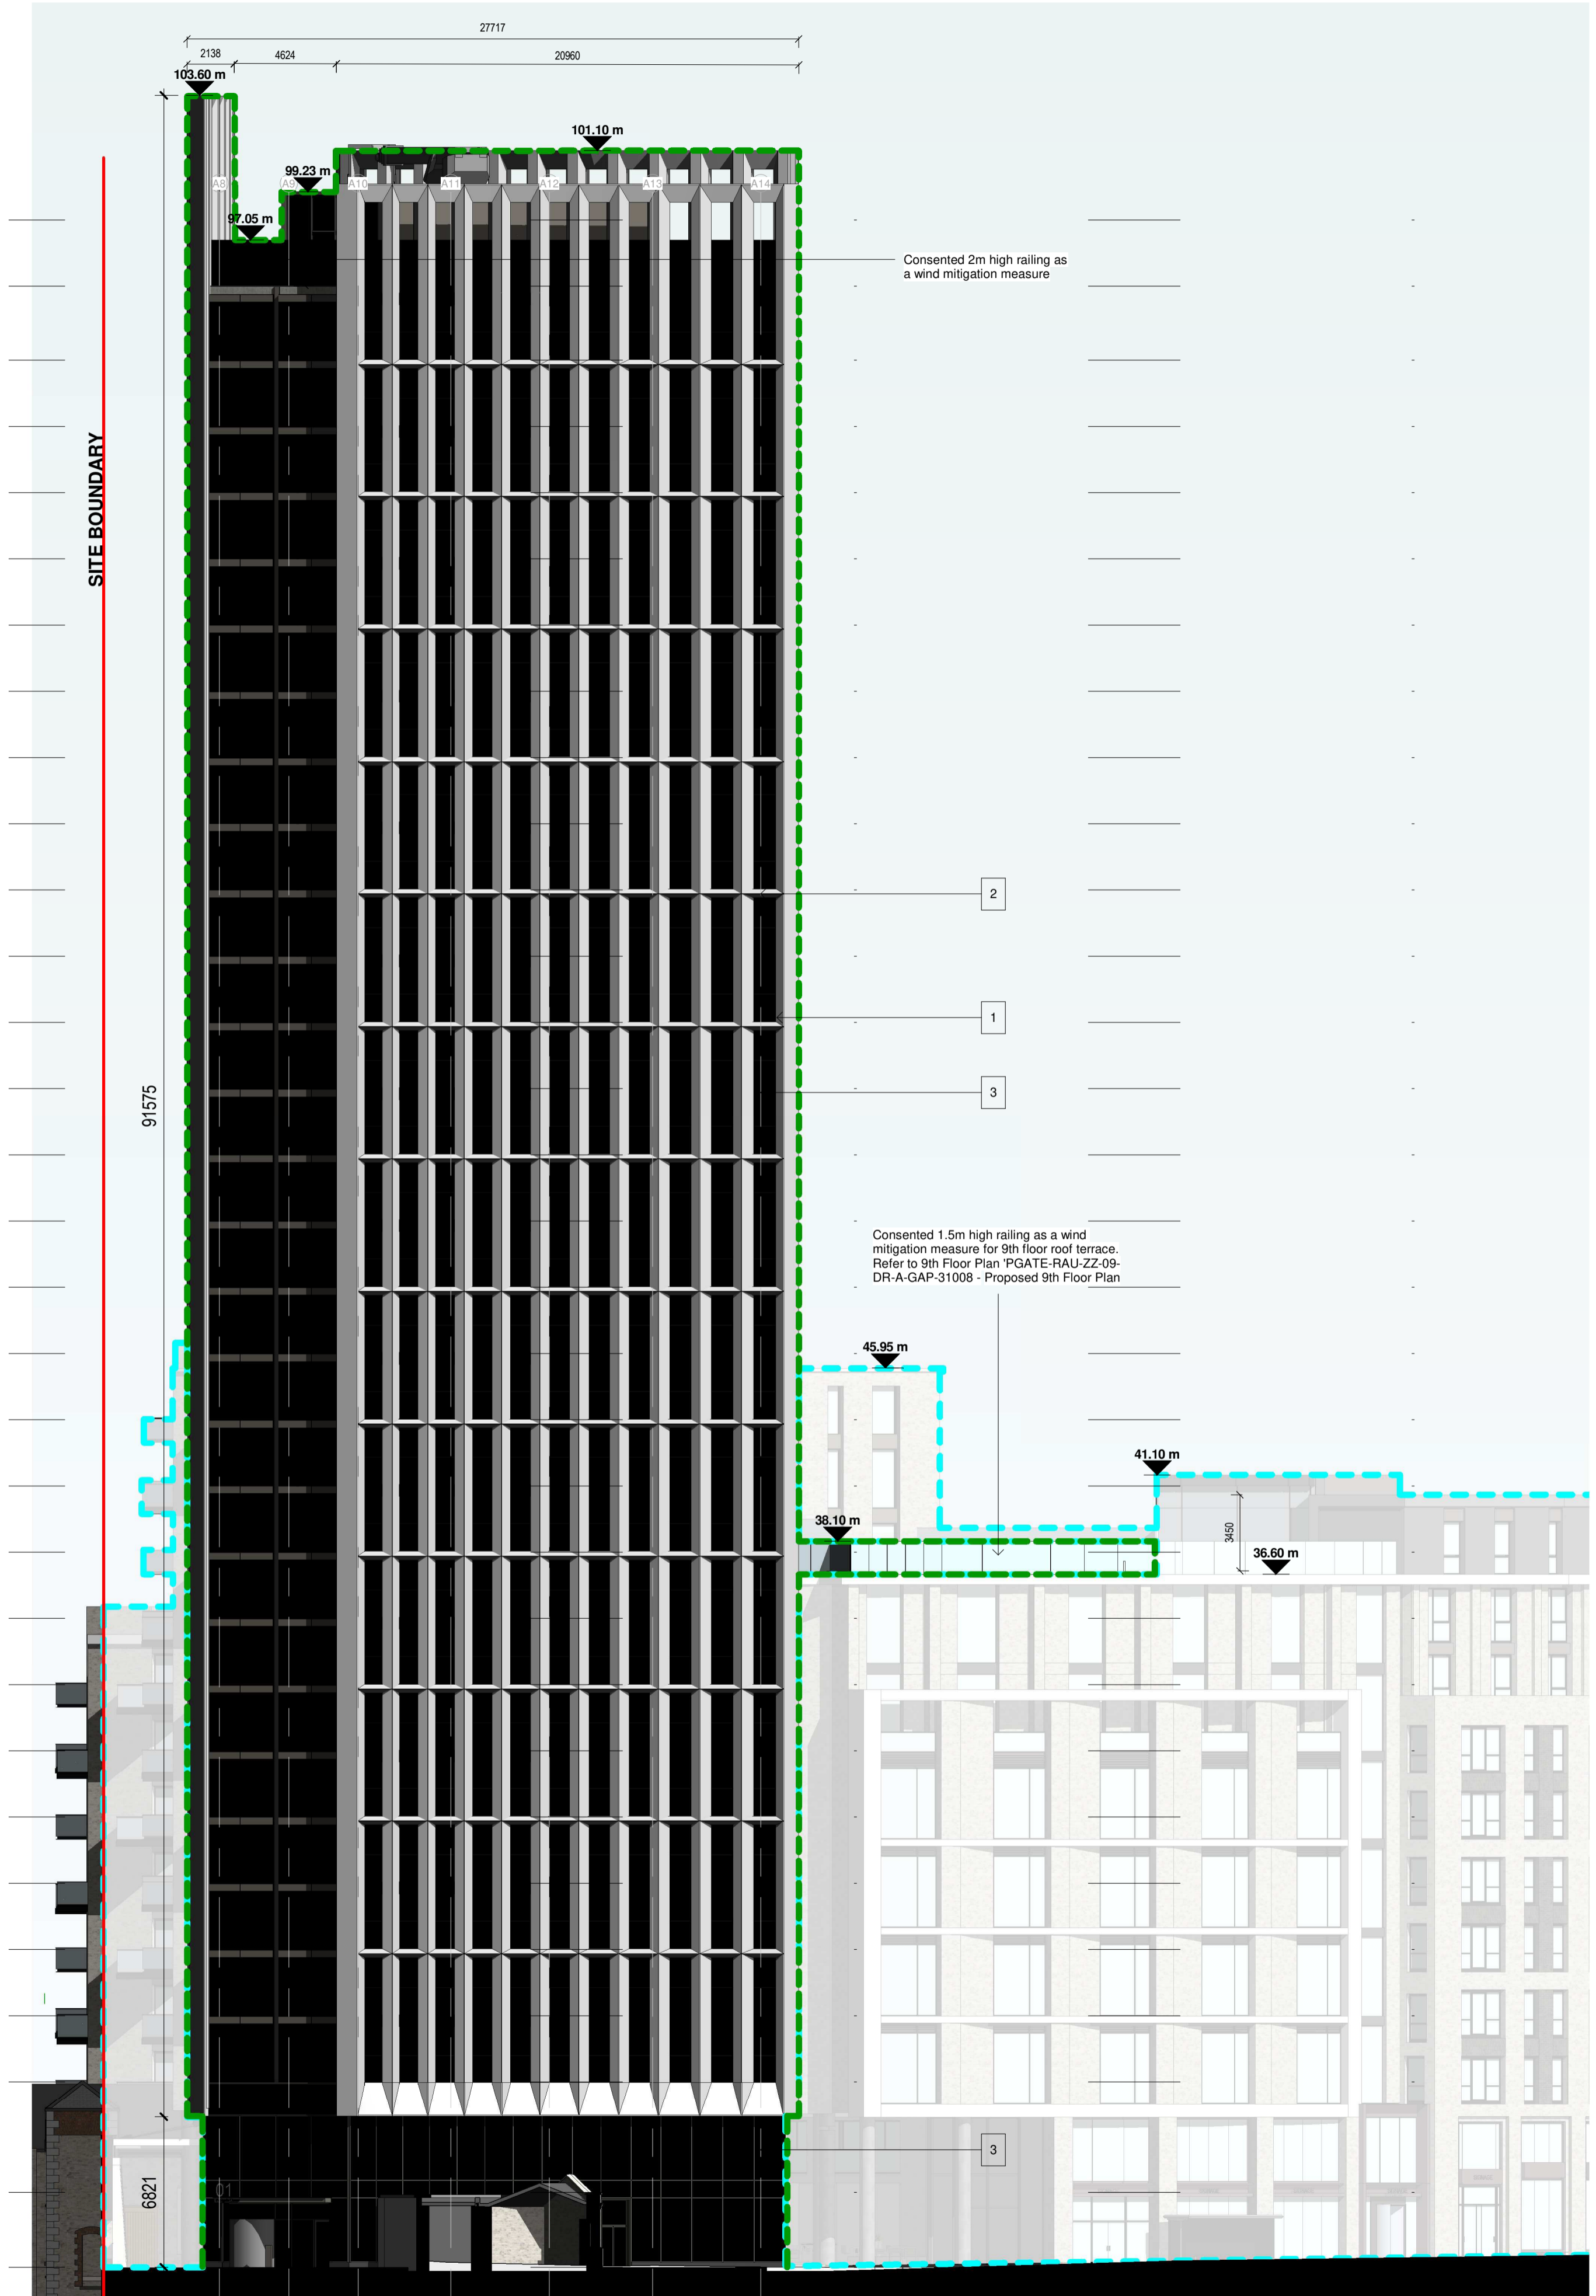 27717
2138
4624
20960
103.60 m
101.10 m
99.23 m
A8
A9
A10
A11
A12
A13
A14
97.05 m
Consented 2m high railing as
a wind mitigation measure
SITE BOUNDARY
2
1
3
91575
Consented 1.5m high railing as a wind
mitigation measure for 9th floor roof terrace.
Refer to 9th Floor Plan 'PGATE-RAU-ZZ-09-
DR-A-GAP-31008 - Proposed 9th Floor Plan
45.95 m
41.10 m
38.10 m
3450
36.60 m
3
6821
01